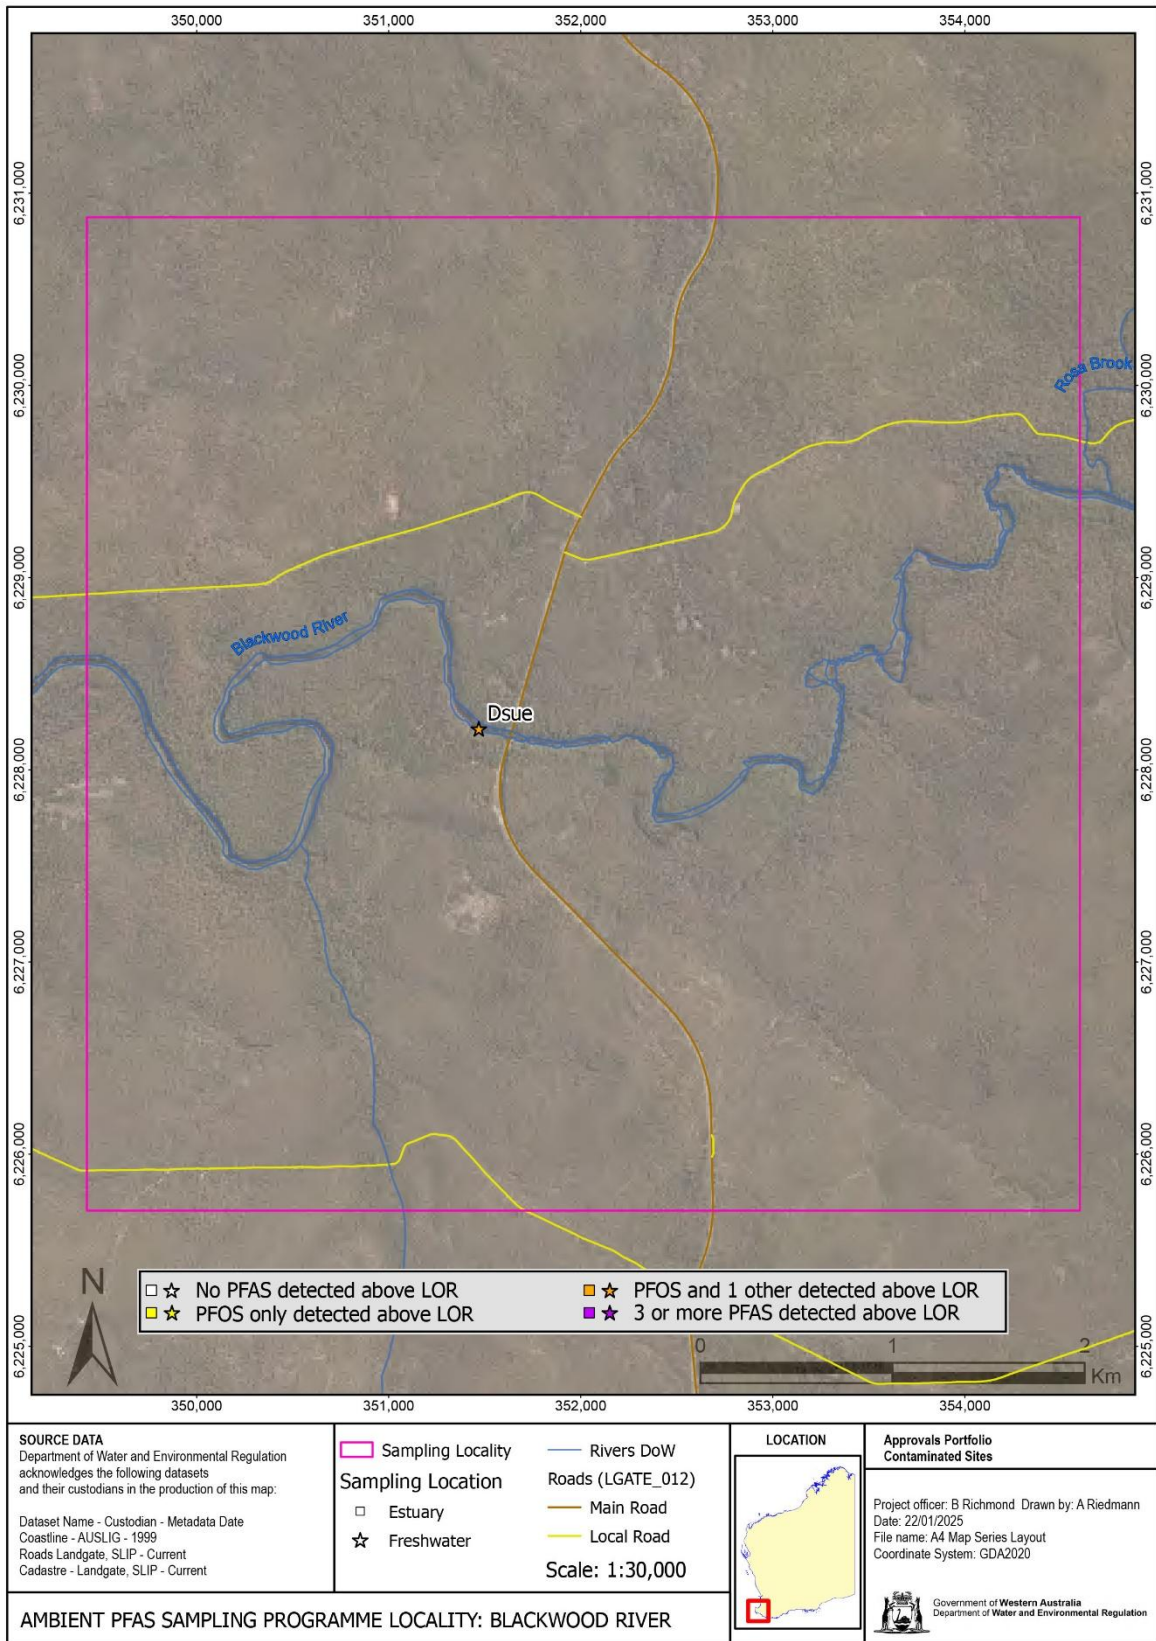 350,000 351,000 352,000 353,000 354,000
6,231,000 6,231,000
6,230,000 6,230,000
Rosa Brook
6,229,000 6,229,000
Blackwood River
Dsue
6,228,000 6,228,000
6,227,000 6,227,000
6,226,000 6,226,000
6,225,000 6,225,000
N
No PFAS detected above LOR
PFOS only detected above LOR
PFOS and 1 other detected above LOR
3 or more PFAS detected above LOR
0 1 2
Km
350,000 351,000 352,000 353,000 354,000
SOURCE DATA
Department of Water and Environmental Regulation
acknowledges the following datasets
and their custodians in the production of this map:
Dataset Name - Custodian - Metadata Date
Coastline - AUSLIG - 1999
Roads Landgate, SLIP - Current
Cadastre - Landgate, SLIP - Current
Sampling Locality
Sampling Location
Estuary
Freshwater
Rivers DoW
Roads (LGATE_012)
Main Road
Local Road
Scale: 1:30,000
LOCATION
Approvals Portfolio
Contaminated Sites
Project officer: B Richmond Drawn by: A Riedmann
Date: 22/01/2025
File name: A4 Map Series Layout
Coordinate System: GDA2020
Government of Western Australia
Department of Water and Environmental Regulation
AMBIENT PFAS SAMPLING PROGRAMME LOCALITY: BLACKWOOD RIVER